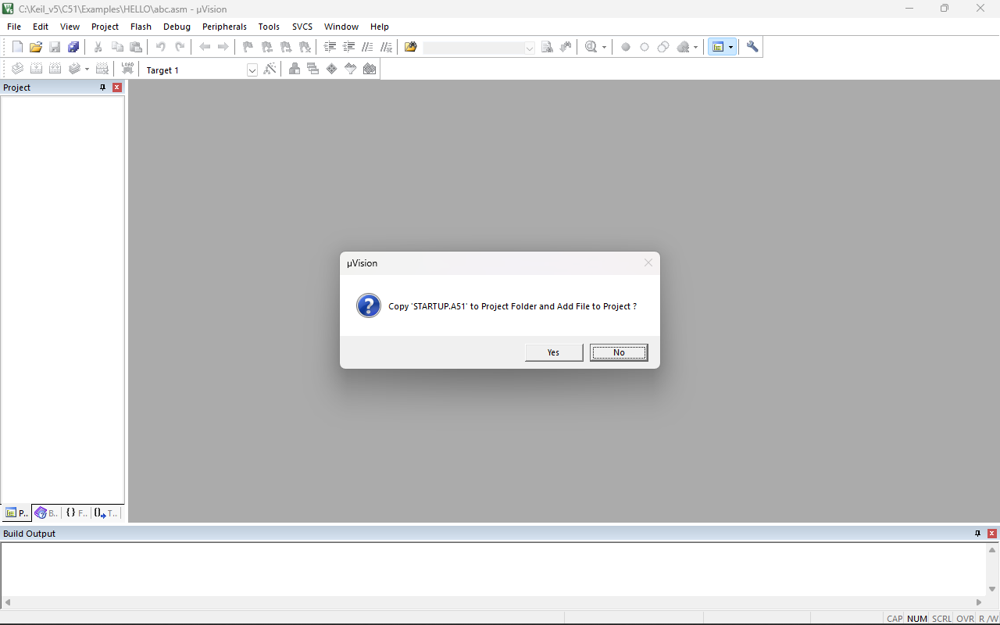 C:\Keil_v5\C51\Examples\HELLO\abc.asm - µVision
File Edit View Project Flash Debug Peripherals Tools SVCS Window Help
LOAD Target 1
Project
µVision
Copy 'STARTUP.A51' to Project Folder and Add File to Project ?
Yes No
P.. B.. {} F.. T..
Build Output
CAP NUM SCRL OVR R /W